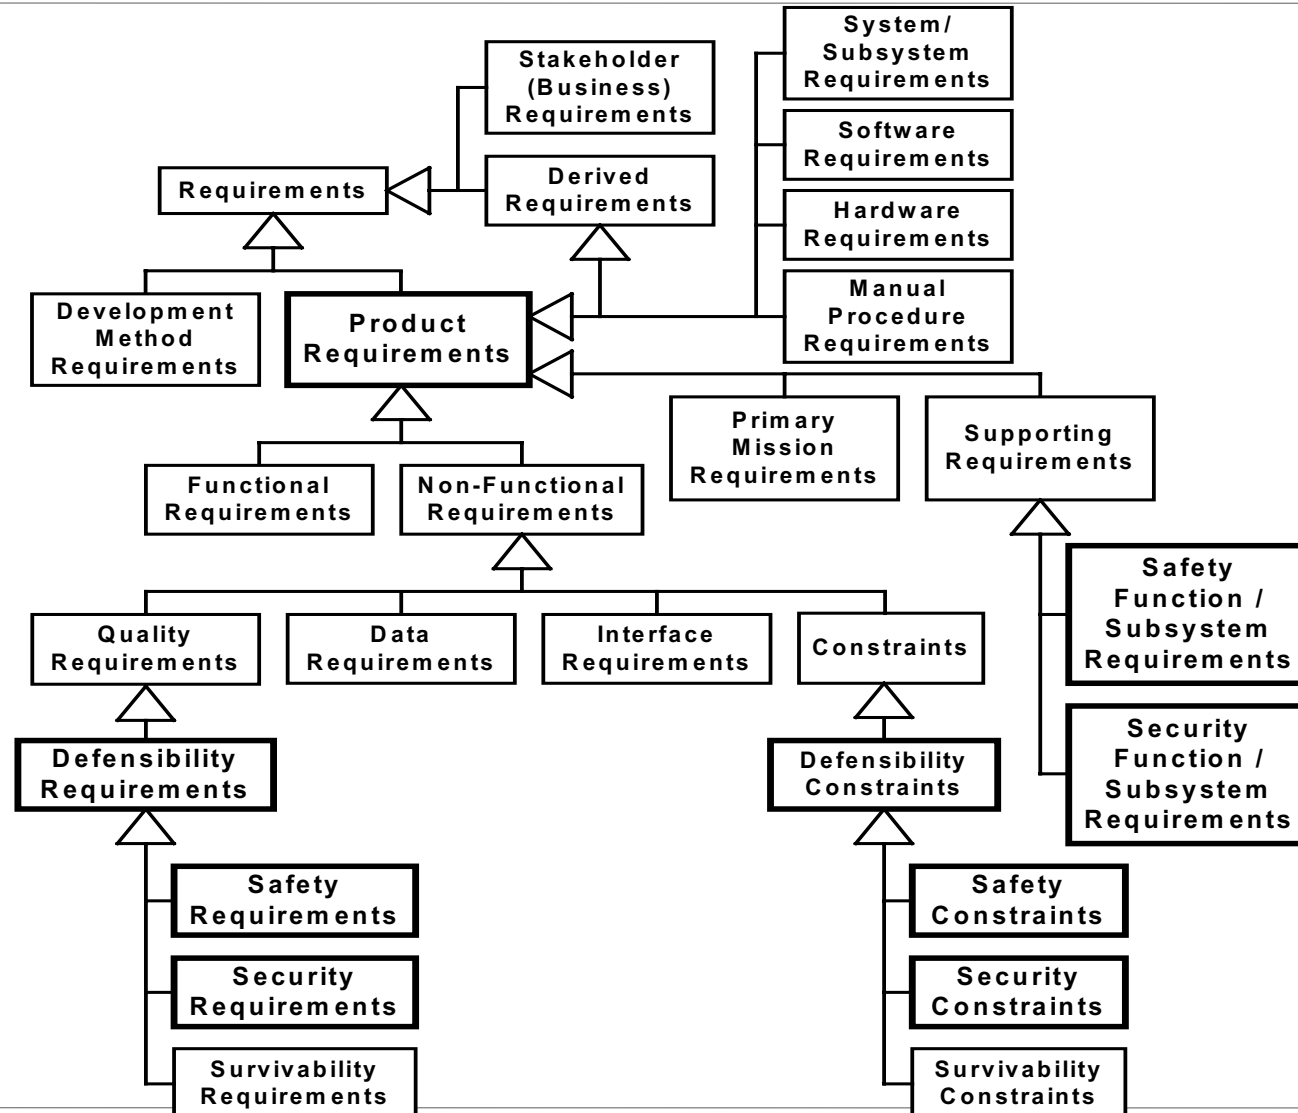 System/
Subsystem
Requirements
Stakeholder
(Business)
Requirements
Software
Requirements
Requirements
Derived
Requirements
Hardware
Requirements
Manual
Procedure
Requirements
Development
Method
Requirements
Product
Requirements
Primary
Mission
Requirements
Supporting
Requirements
Functional
Requirements
Non-Functional
Requirements
Safety
Function /
Subsystem
Requirements
Quality
Requirements
Data
Requirements
Interface
Requirements
Constraints
Security
Function /
Subsystem
Requirements
Defensibility
Requirements
Defensibility
Constraints
Safety
Requirements
Safety
Constraints
Security
Requirements
Security
Constraints
Survivability
Requirements
Survivability
Constraints